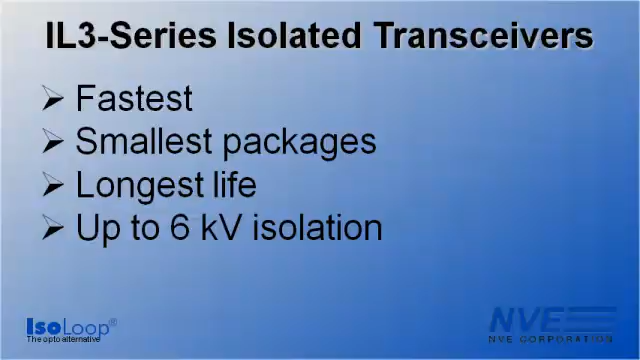 IL3-Series Isolated Transceivers
➢ Fastest
➢ Smallest packages
➢ Longest life
➢ Up to 6 kV isolation
IsoLoop®
The opto alternative
NVE
NVE CORPORATION